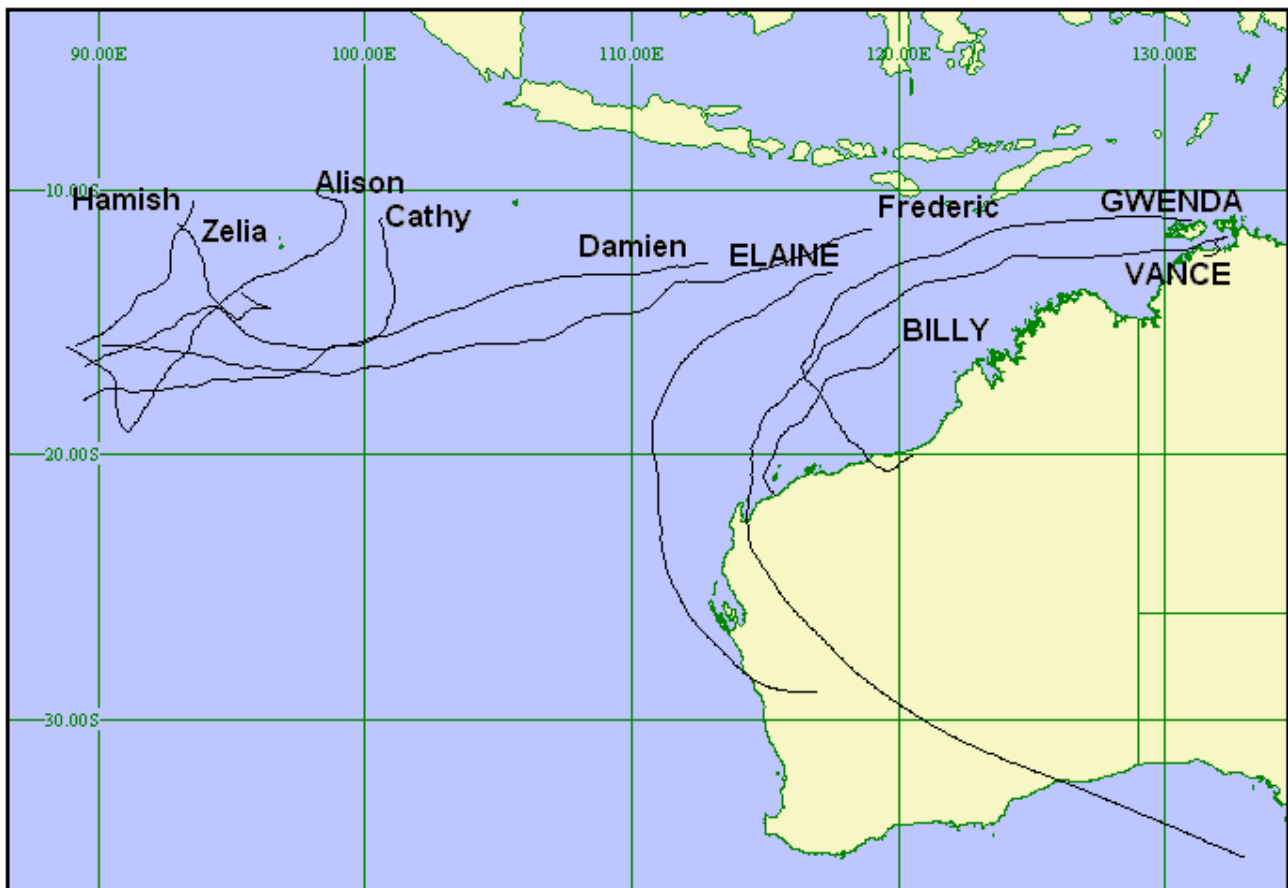 90.00E 100.00E 110.00E 120.00E 130.00E
10.00S
Hamish
Alison
Zelia
Cathy
Damien
ELAINE
Frederic
GWENDA
VANCE
BILLY
20.00S
30.00S